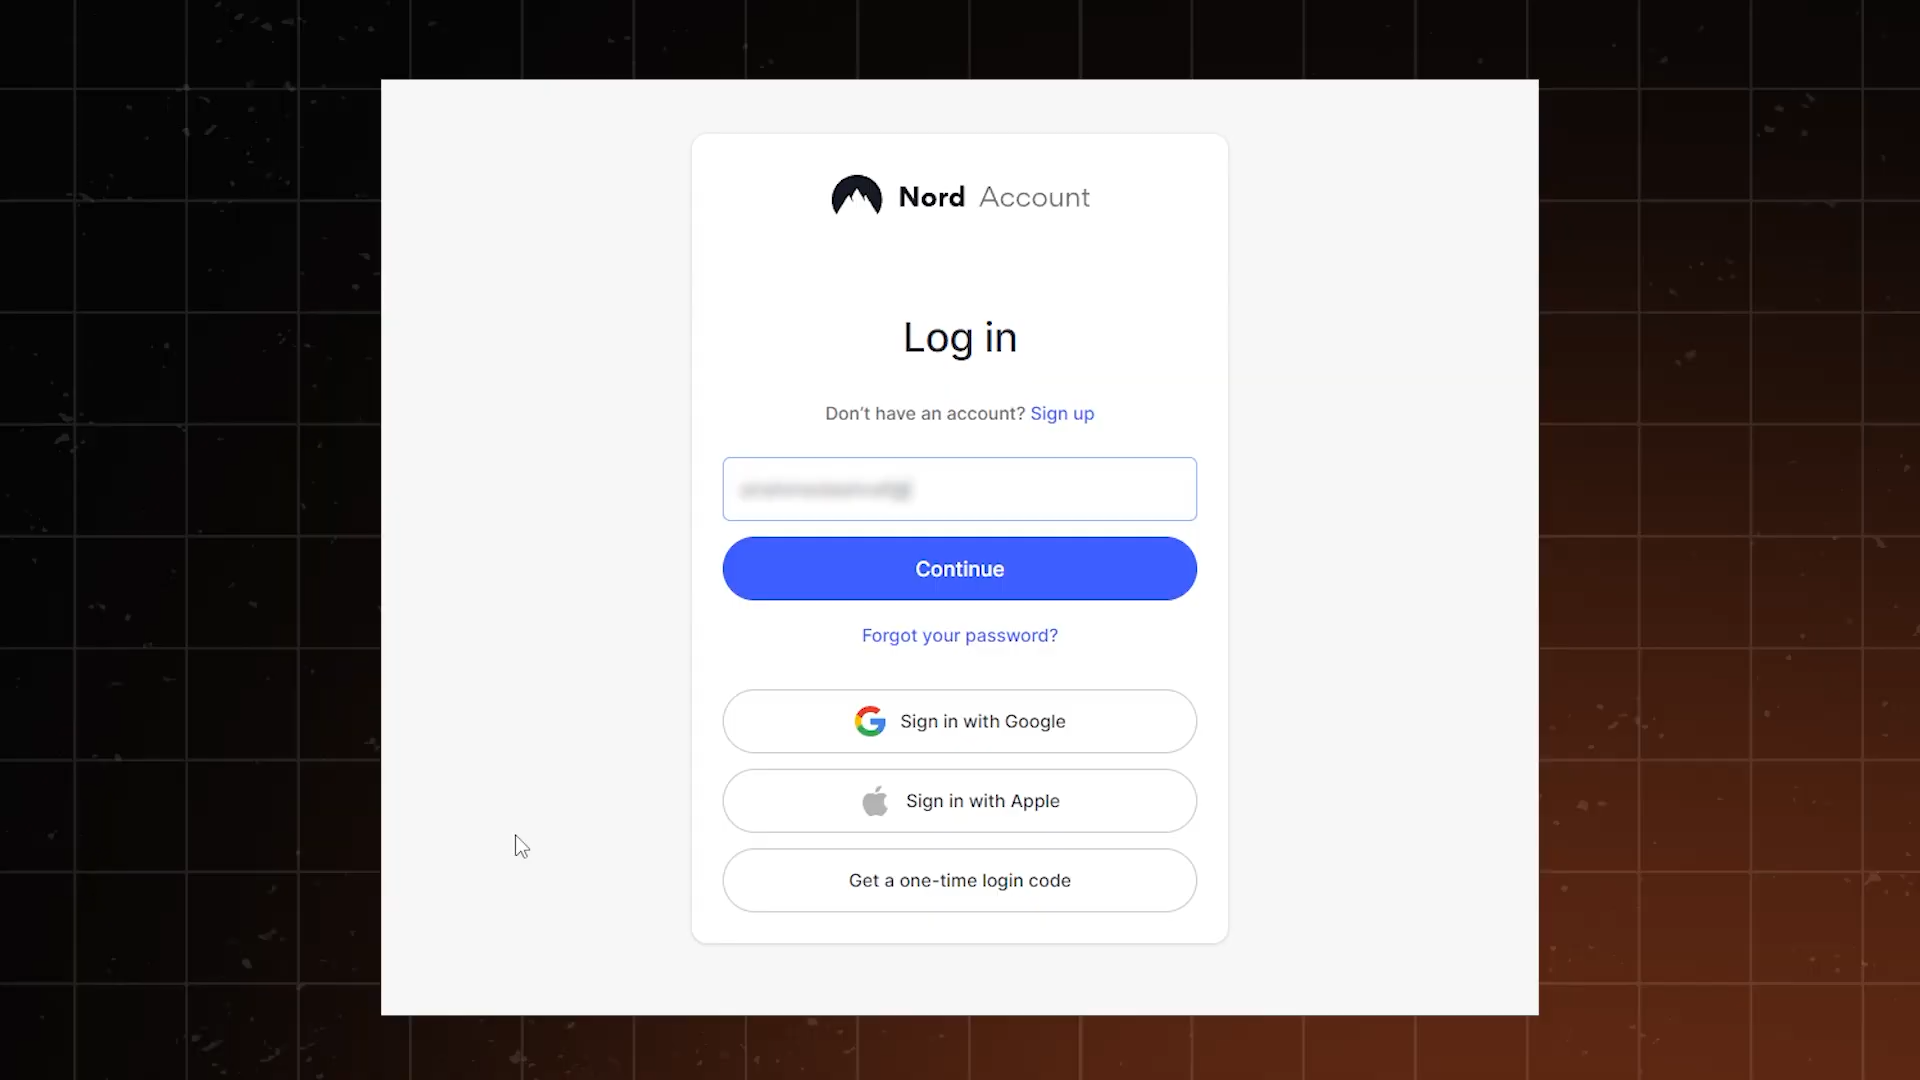 Nord Account
Log in
Don’t have an account? Sign up
Continue
Forgot your password?
Sign in with Google
Sign in with Apple
Get a one-time login code